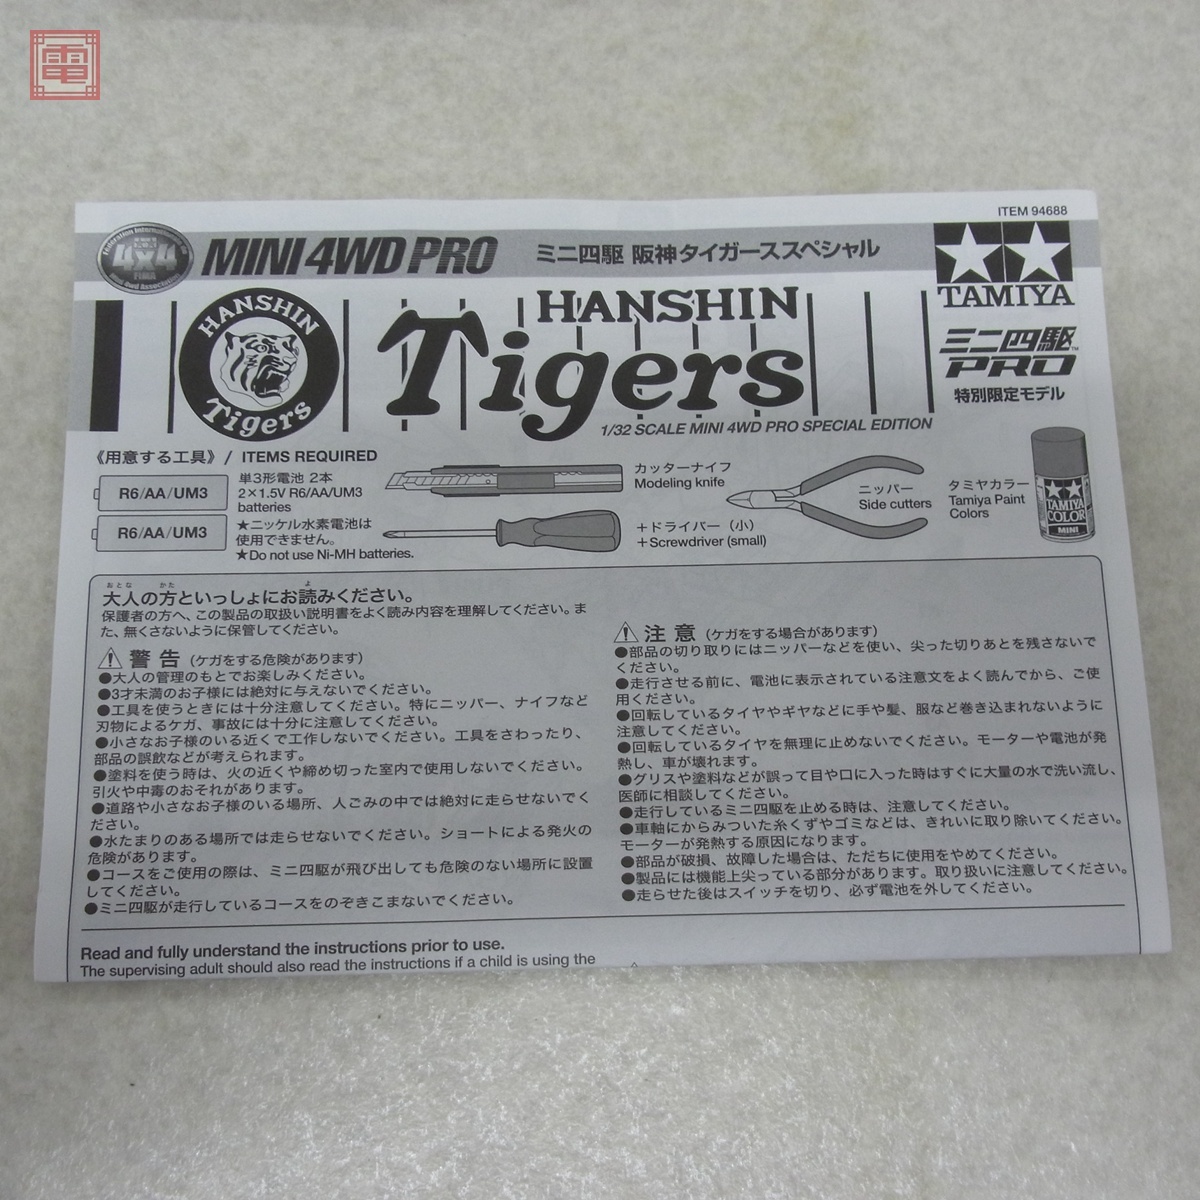 電
ITEM 94688
MINI 4WD PRO
ミニ四駆 阪神タイガーススペシャル
4x4
TAMIYA
HANSHIN
Tigers
HANSHIN
Tigers
1/32 SCALE MINI 4WD PRO SPECIAL EDITION
ミニ四駆
PRO
特別限定モデル
《用意する工具》 / ITEMS REQUIRED
R6/AA/UM3
R6/AA/UM3
単3形電池 2本
2×1.5V R6/AA/UM3
batteries
★ニッケル水素電池は
使用できません。
★Do not use Ni-MH batteries.
カッターナイフ
Modeling knife
+ドライバー(小)
+Screwdriver (small)
ニッパー
Side cutters
タミヤカラー
Tamiya Paint
Colors
TAMIYA
COLOR
MINI
おとな かた よ
大人の方といっしょにお読みください。
保護者の方へ、この製品の取扱い説明書をよく読み内容を理解してください。ま
た、無くさないように保管してください。
警告 (ケガをする危険があります)
●大人の管理のもとでお楽しみください。
●3才未満のお子様には絶対に与えないでください。
●工具を使うときには十分注意してください。特にニッパー、ナイフなど
刃物によるケガ、事故には十分に注意してください。
●小さなお子様のいる近くで工作しないでください。工具をさわったり、
部品の誤飲などが考えられます。
●塗料を使う時は、火の近くや締め切った室内で使用しないでください。
引火や中毒のおそれがあります。
●道路や小さなお子様のいる場所、人ごみの中では絶対に走らせないでく
ださい。
●水たまりのある場所では走らせないでください。ショートによる発火の
危険があります。
●コースをご使用の際は、ミニ四駆が飛び出しても危険のない場所に設置
してください。
●ミニ四駆が走行しているコースをのぞきこまないでください。
注意 (ケガをする場合があります)
●部品の切り取りにはニッパーなどを使い、尖った切りあとを残さないで
ください。
●走行させる前に、電池に表示されている注意文をよく読んでから、ご使
用ください。
●回転しているタイヤやギヤなどに手や髪、服など巻き込まれないように
注意してください。
●回転しているタイヤを無理に止めないでください。モーターや電池が発
熱し、車が壊れます。
●グリスや塗料などが誤って目や口に入った時はすぐに大量の水で洗い流し、
医師に相談してください。
●走行しているミニ四駆を止める時は、注意してください。
●車軸にからみついた糸くずやゴミなどは、きれいに取り除いてください。
モーターが発熱する原因になります。
●部品が破損、故障した場合は、ただちに使用をやめてください。
●製品には機能上尖っている部分があります。取り扱いに注意してください。
●走らせた後はスイッチを切り、必ず電池を外してください。
Read and fully understand the instructions prior to use.
The supervising adult should also read the instructions if a child is using the